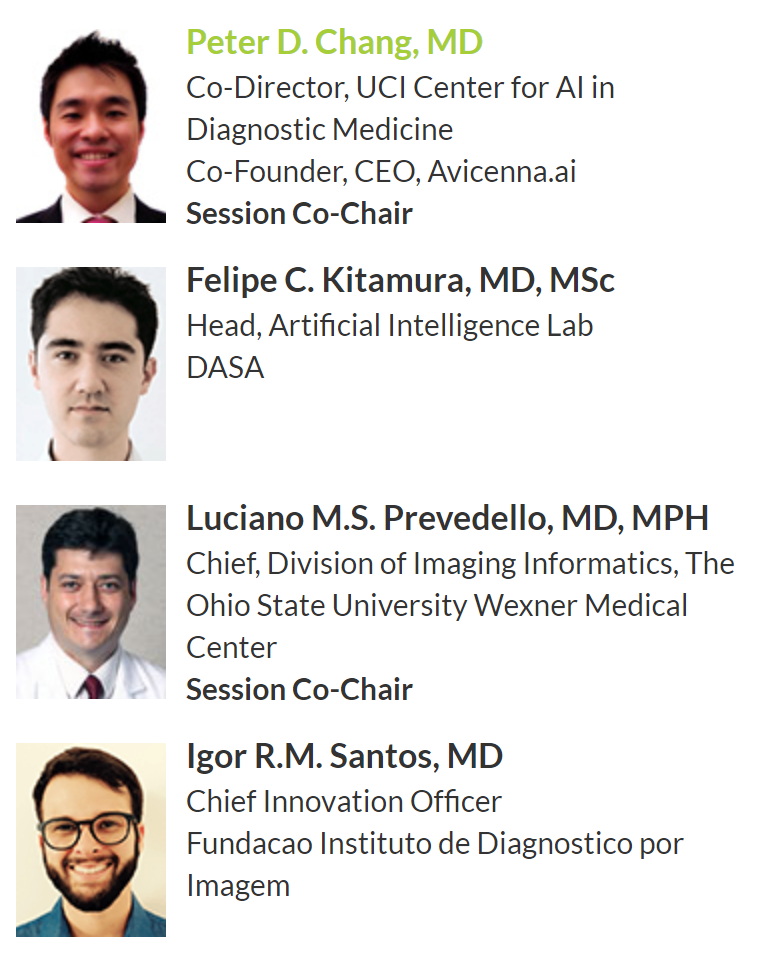 Peter D. Chang, MD
Co-Director, UCI Center for AI in
Diagnostic Medicine
Co-Founder, CEO, Avicenna.ai
Session Co-Chair
Felipe C. Kitamura, MD, MSc
Head, Artificial Intelligence Lab
DASA
Luciano M.S. Prevedello, MD, MPH
Chief, Division of Imaging Informatics, The
Ohio State University Wexner Medical
Center
Session Co-Chair
Igor R.M. Santos, MD
Chief Innovation Officer
Fundacao Instituto de Diagnostico por
Imagem